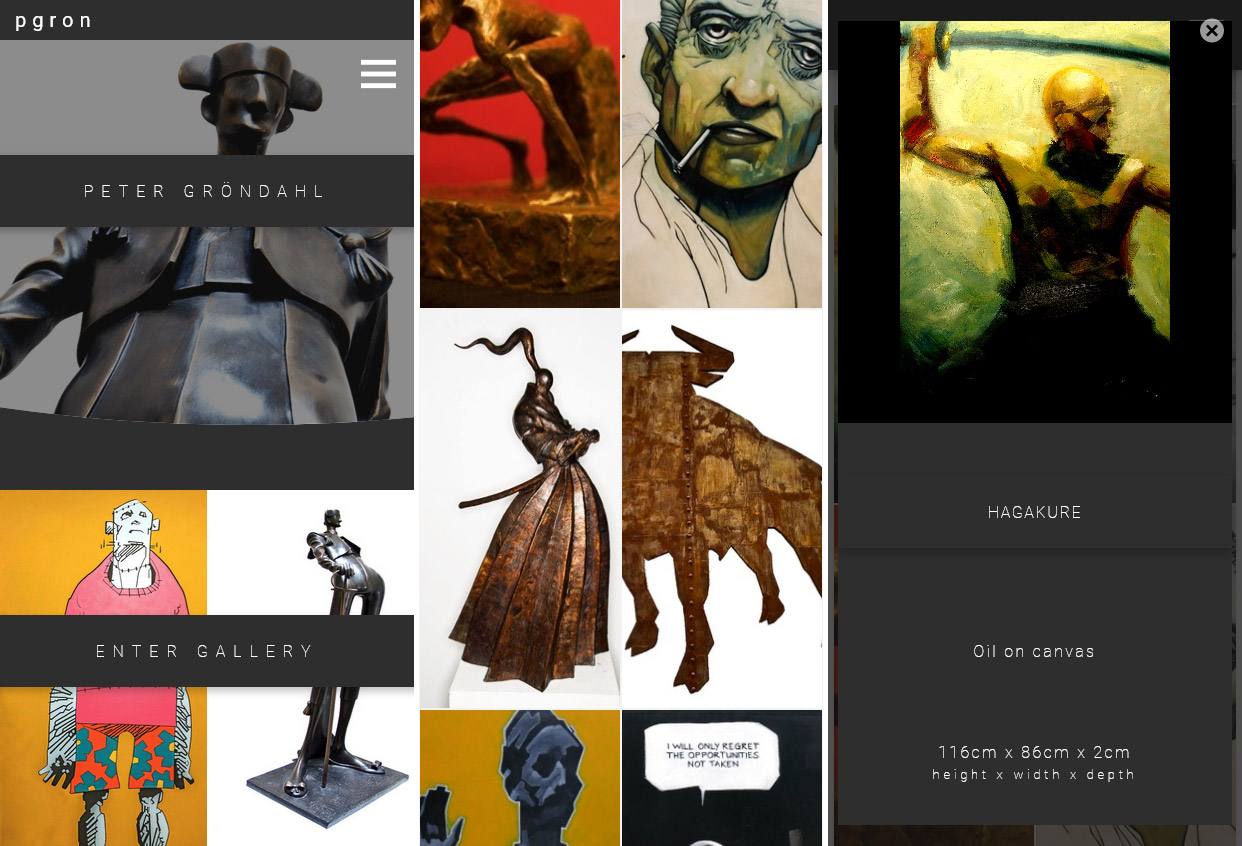 pgron
PETER GRÖNDAHL
ENTER GALLERY
I WILL ONLY REGRET
THE OPPORTUNITIES
NOT TAKEN
HAGAKURE
Oil on canvas
116cm x 86cm x 2cm
height x width x depth